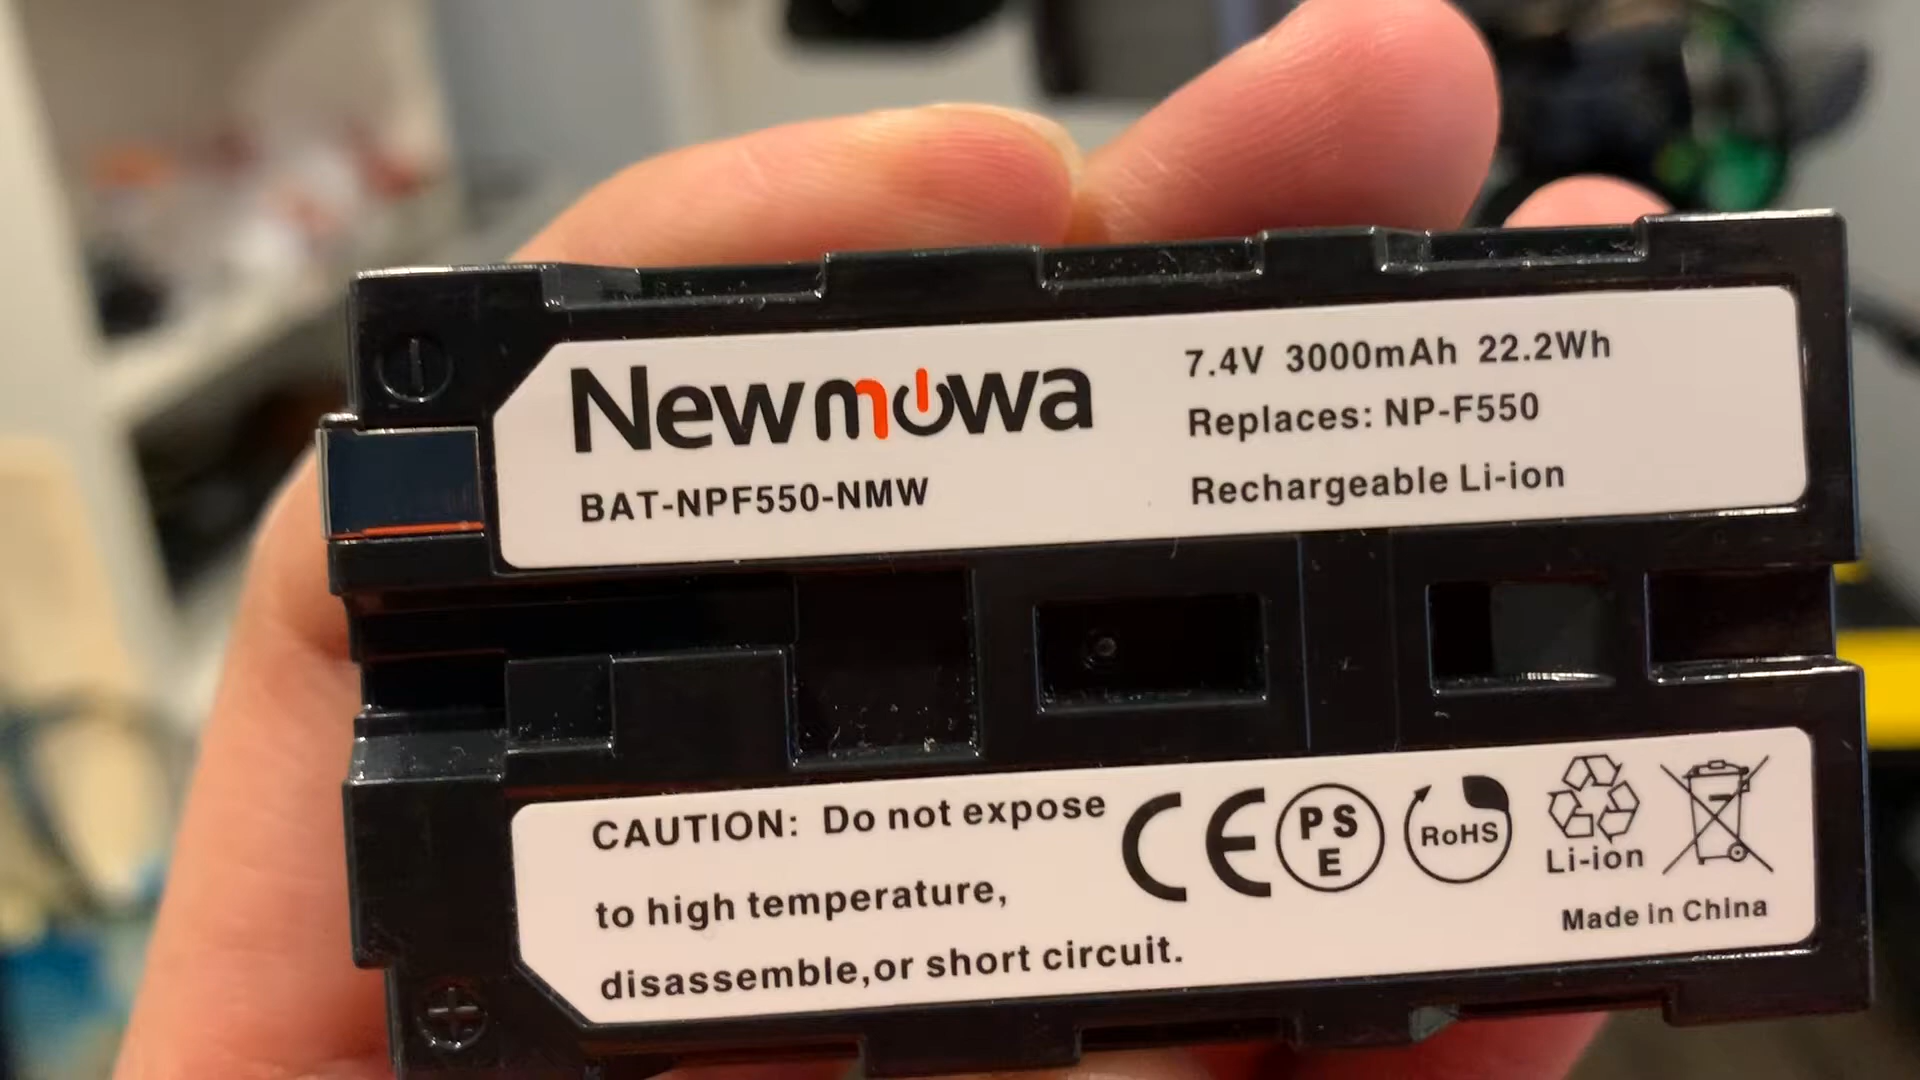 Newmowa
BAT-NPF550-NMW
7.4V 3000mAh 22.2Wh
Replaces: NP-F550
Rechargeable Li-ion
CAUTION: Do not expose
to high temperature,
disassemble,or short circuit.
CE
PS
E
RoHS
Li-ion
Made in China